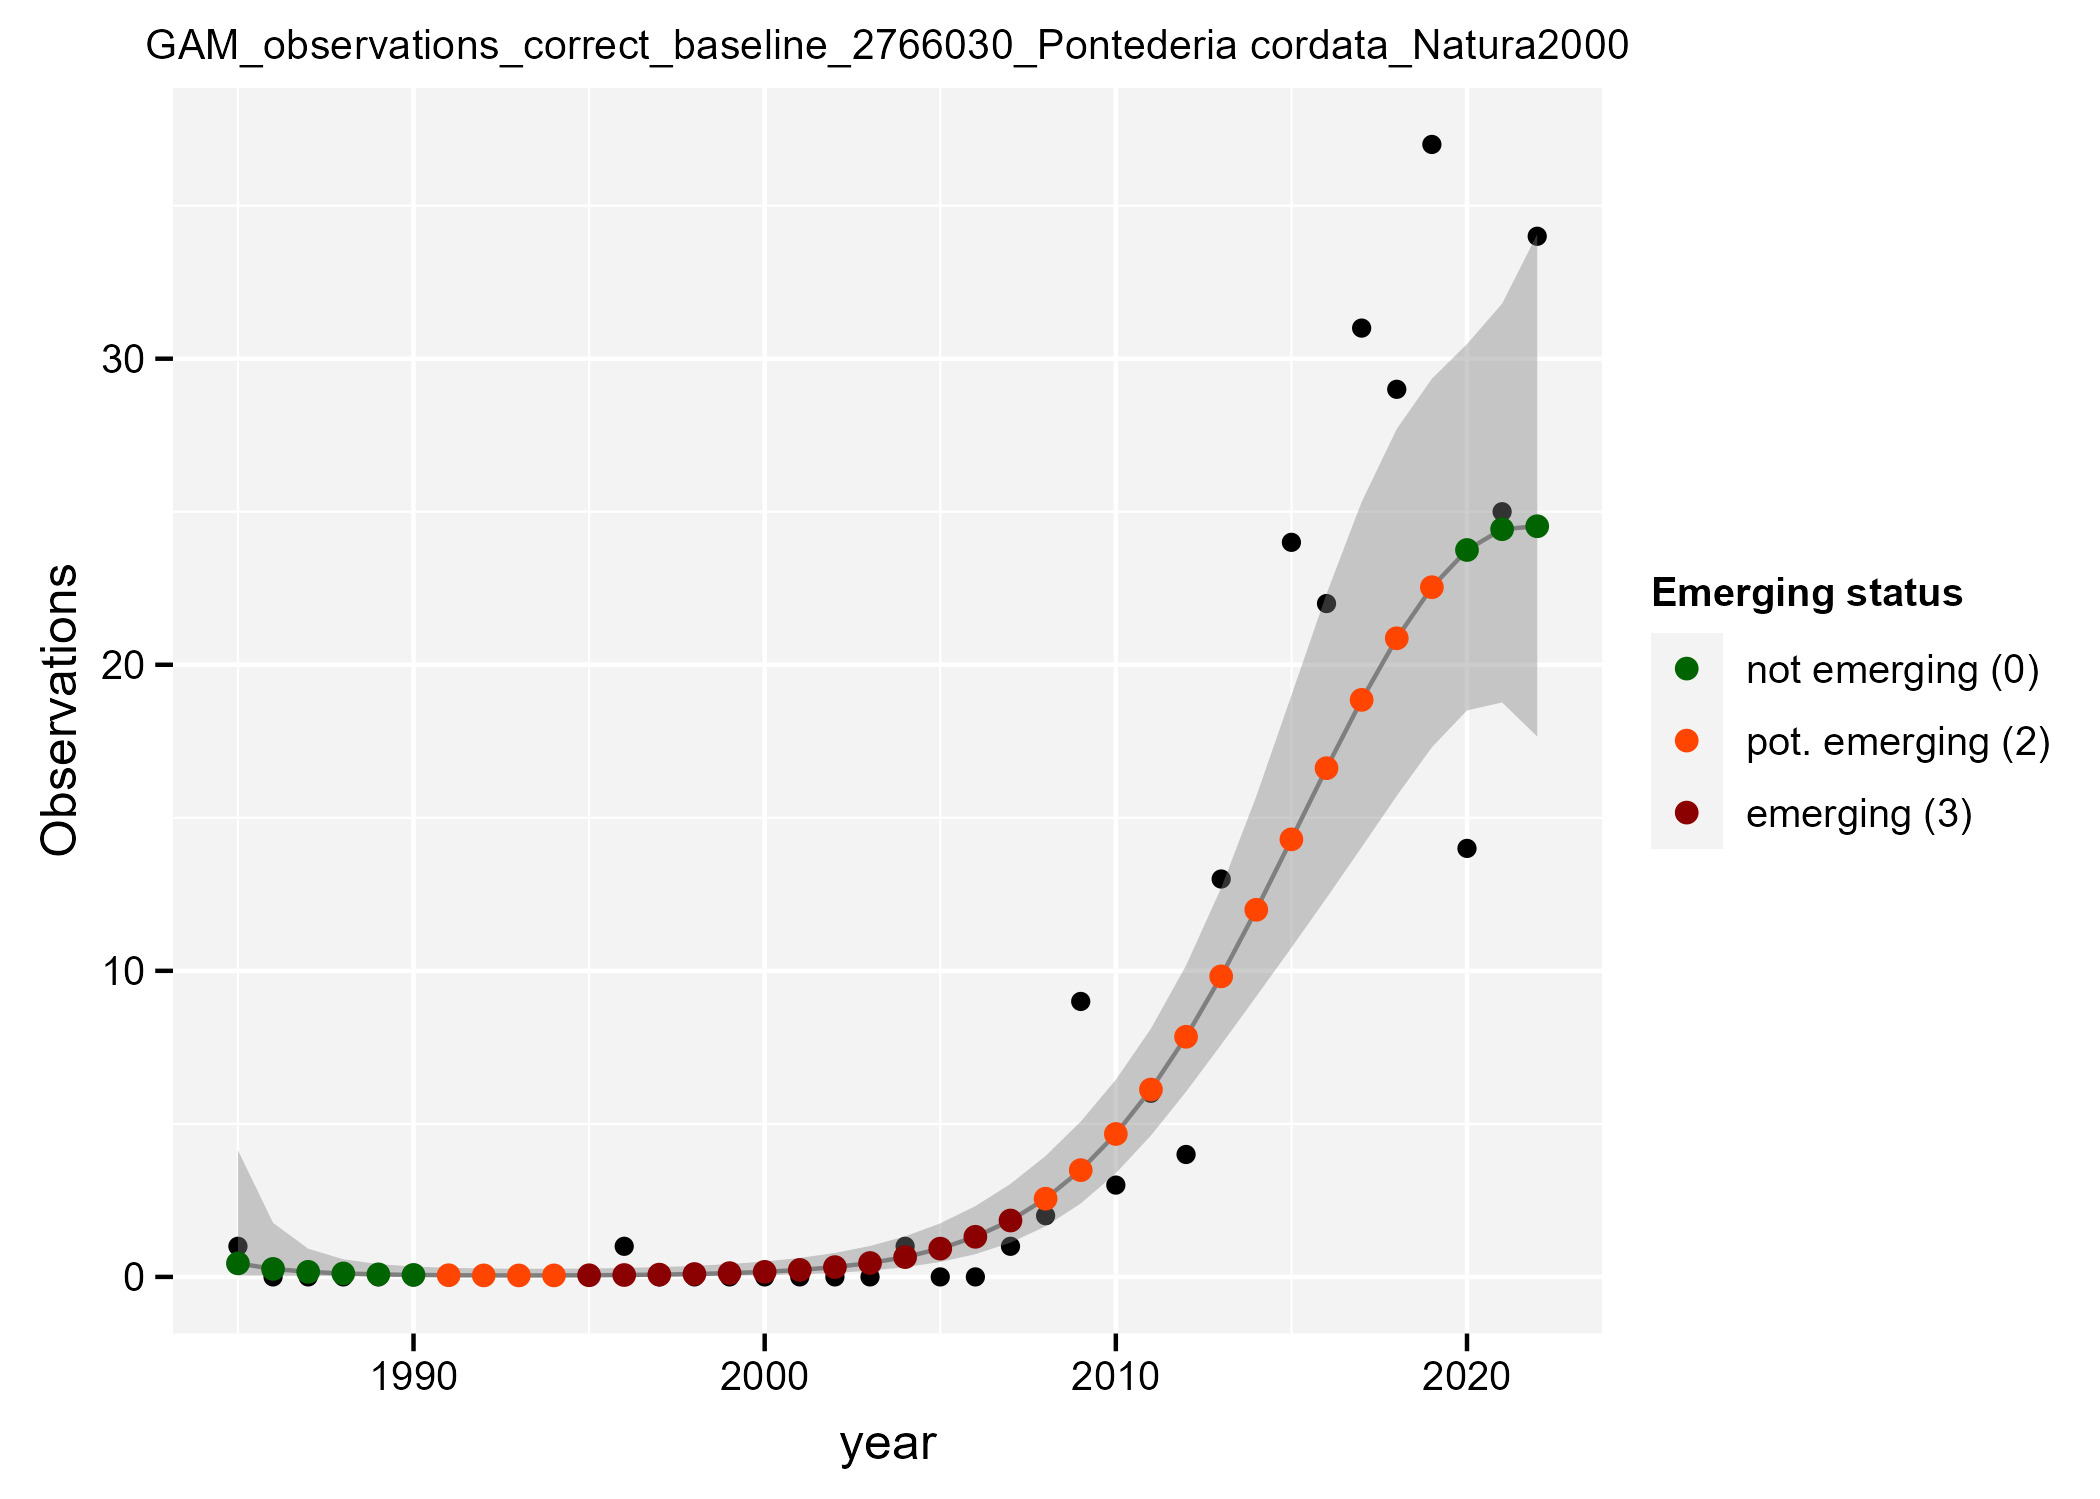 GAM_observations_correct_baseline_2766030_Pontederia cordata_Natura2000
Observations
30
20
10
0
1990
2000
2010
2020
year
Emerging status
not emerging (0)
pot. emerging (2)
emerging (3)